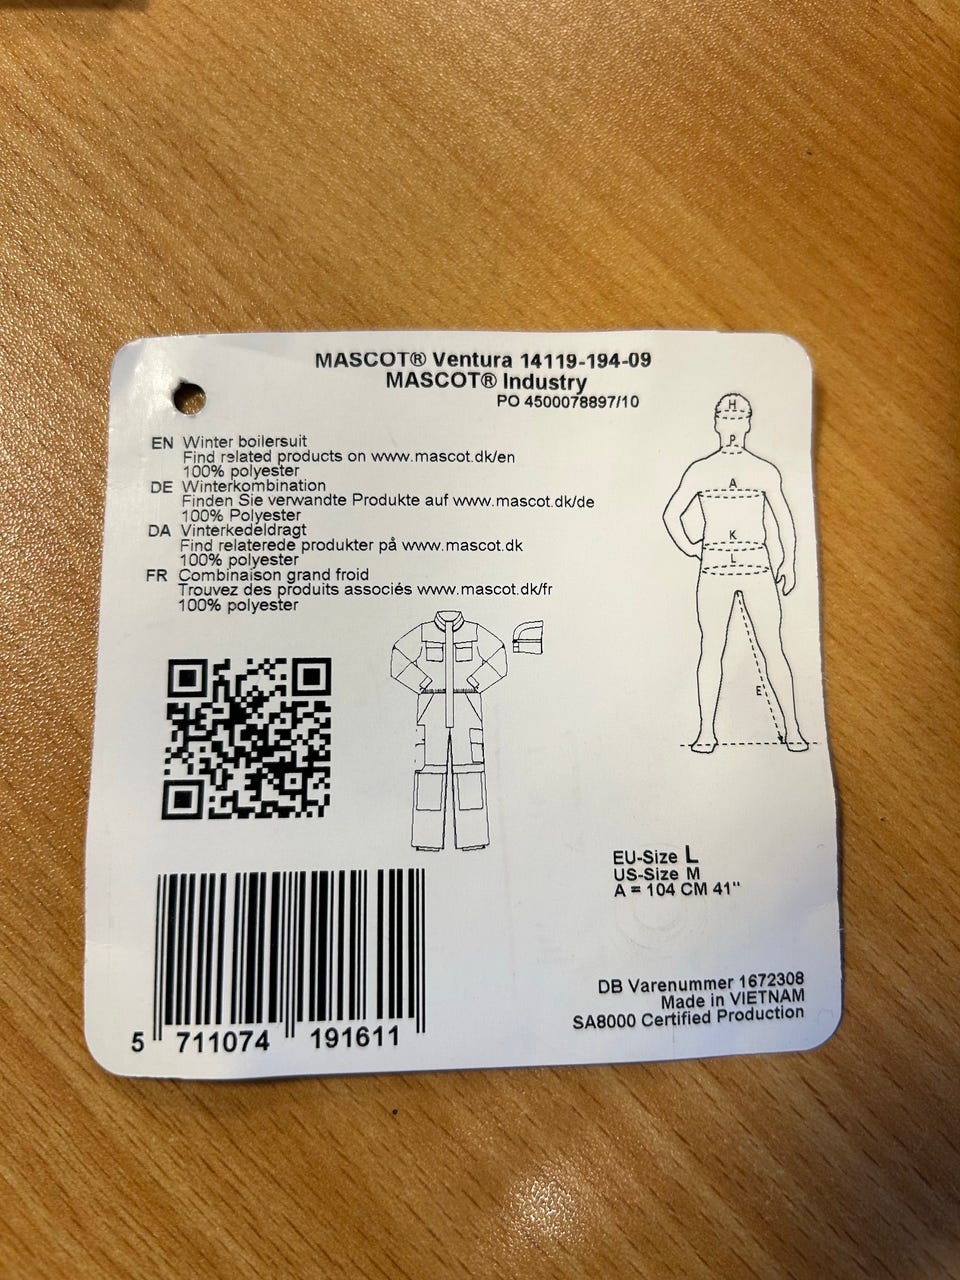 MASCOT® Ventura 14119-194-09
MASCOT® Industry
PO 4500078897/10
EN Winter boilersuit
Find related products on www.mascot.dk/en
100% polyester
DE Winterkombination
Finden Sie verwandte Produkte auf www.mascot.dk/de
100% Polyester
DA Vinterkedeldragt
Find relaterede produkter på www.mascot.dk
100% polyester
FR Combinaison grand froid
Trouvez des produits associés www.mascot.dk/fr
100% polyester
H
P
A
K
L
E
EU-Size L
US-Size M
A = 104 CM 41"
DB Varenummer 1672308
Made in VIETNAM
SA8000 Certified Production
5 711074 191611